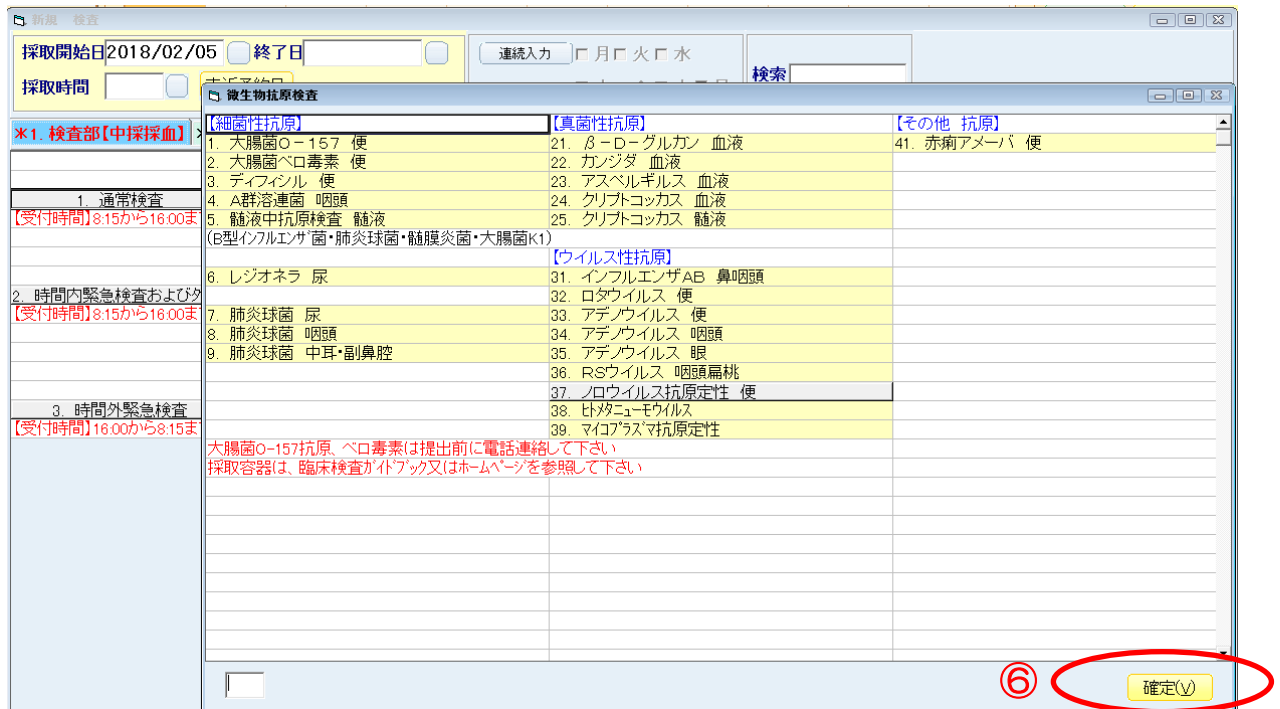 新規 検査
採取開始日 2018/02/05 終了日
連続入力 月 火 水
採取時間
検索
微生物抗原検査
*1. 検査部【中採採血】
1. 通常検査
【受付時間】8:15から16:00ま
2. 時間内緊急検査および
【受付時間】8:15から16:00ま
3. 時間外緊急検査
【受付時間】16:00から8:15ま
【細菌性抗原】
1. 大腸菌O-157 便
2. 大腸菌ベロ毒素 便
3. ディフィシル 便
4. A群溶連菌 咽頭
5. 髄液中抗原検査 髄液
(B型インフルエンザ菌・肺炎球菌・髄膜炎菌・大腸菌K1)
6. レジオネラ 尿
7. 肺炎球菌 尿
8. 肺炎球菌 咽頭
9. 肺炎球菌 中耳・副鼻腔
大腸菌O-157抗原、ベロ毒素は提出前に電話連絡して下さい
採取容器は、臨床検査ガイドブック又はホームページを参照して下さい
【真菌性抗原】
21. β-D-グルカン 血液
22. カンジダ 血液
23. アスペルギルス 血液
24. クリプトコッカス 血液
25. クリプトコッカス 髄液
【ウイルス性抗原】
31. インフルエンザAB 鼻咽頭
32. ロタウイルス 便
33. アデノウイルス 便
34. アデノウイルス 咽頭
35. アデノウイルス 眼
36. RSウイルス 咽頭扁桃
37. ノロウイルス抗原定性 便
38. ヒトメタニューモウイルス
39. マイコプラズマ抗原定性
【その他 抗原】
41. 赤痢アメーバ 便
⑥
確定(V)